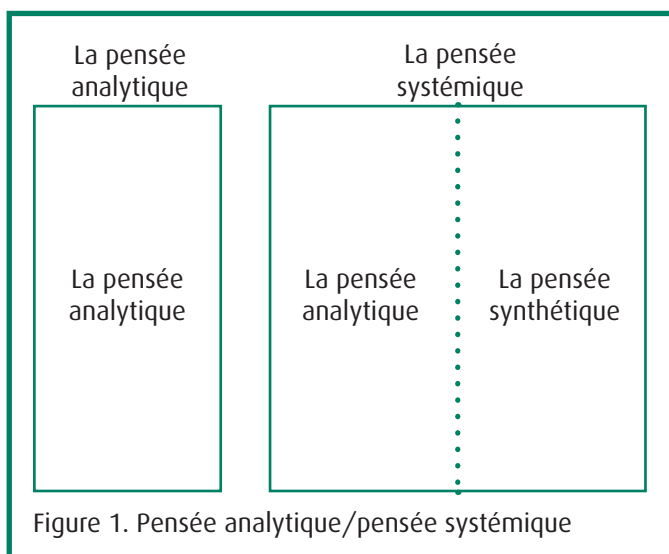 La pensée
analytique
La pensée
systémique
La pensée
analytique
La pensée
analytique
La pensée
synthétique
Figure 1. Pensée analytique/pensée systémique